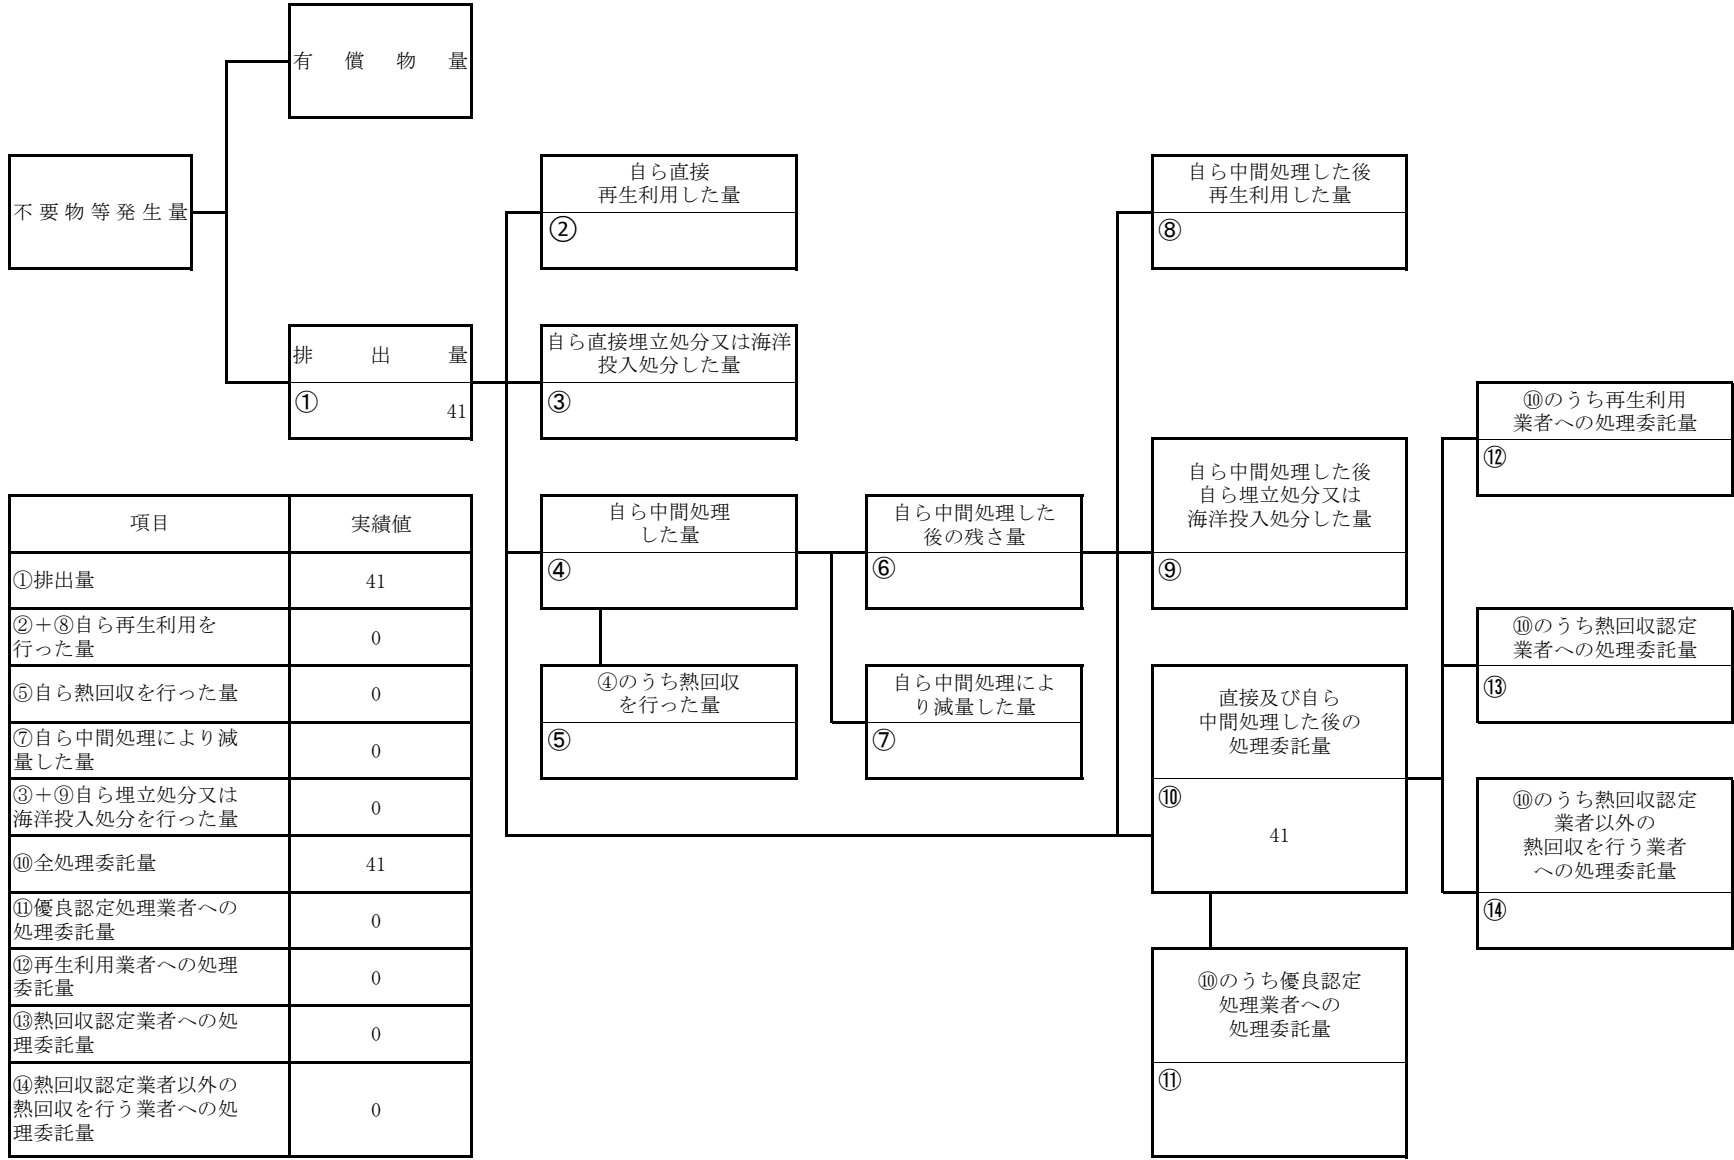 有償物量
不要物等発生量
排出量
①
41
自ら直接
再生利用した量
②
自ら直接埋立処分又は海洋
投入処分した量
③
自ら中間処理
した量
④
④のうち熱回収
を行った量
⑤
自ら中間処理した
後の残さ量
⑥
自ら中間処理によ
り減量した量
⑦
自ら中間処理した後
再生利用した量
⑧
自ら中間処理した後
自ら埋立処分又は
海洋投入処分した量
⑨
直接及び自ら
中間処理した後の
処理委託量
⑩
41
⑩のうち優良認定
処理業者への
処理委託量
⑪
⑩のうち再生利用
業者への処理委託量
⑫
⑩のうち熱回収認定
業者への処理委託量
⑬
⑩のうち熱回収認定
業者以外の
熱回収を行う業者
への処理委託量
⑭
項目 実績値
①排出量 41
②＋⑧自ら再生利用を
行った量 0
⑤自ら熱回収を行った量 0
⑦自ら中間処理により減
量した量 0
③＋⑨自ら埋立処分又は
海洋投入処分を行った量 0
⑩全処理委託量 41
⑪優良認定処理業者への
処理委託量 0
⑫再生利用業者への処理
委託量 0
⑬熱回収認定業者への処
理委託量 0
⑭熱回収認定業者以外の
熱回収を行う業者への処
理委託量 0